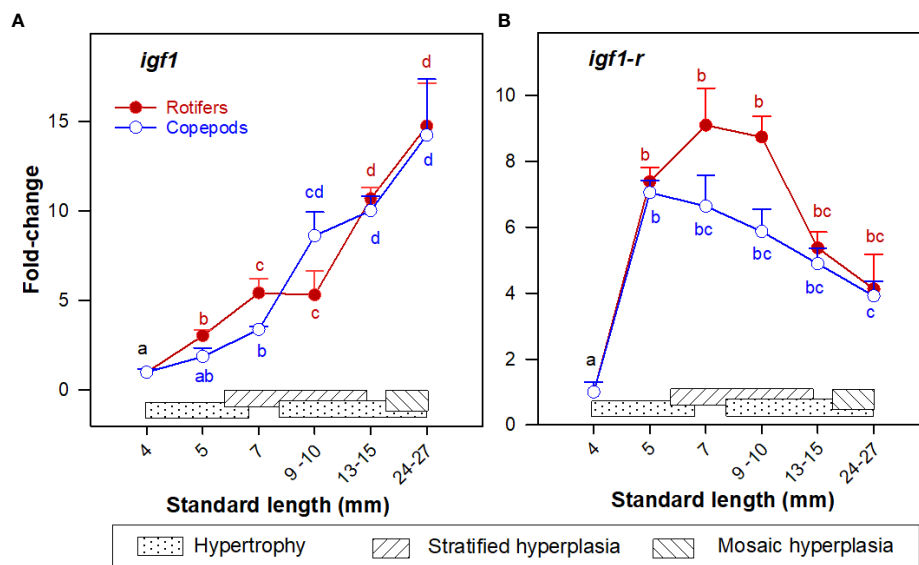 A
igf1
Rotifers
Copepods
Fold-change
15
10
5
0
a
b
c
c
d
d
ab
b
cd
d
d
4
5
7
9 -10
13-15
24-27
Standard length (mm)
B
igf1-r
10
8
6
4
2
0
a
b
b
b
bc
bc
b
bc
bc
bc
c
4
5
7
9 -10
13-15
24-27
Standard length (mm)
Hypertrophy
Stratified hyperplasia
Mosaic hyperplasia